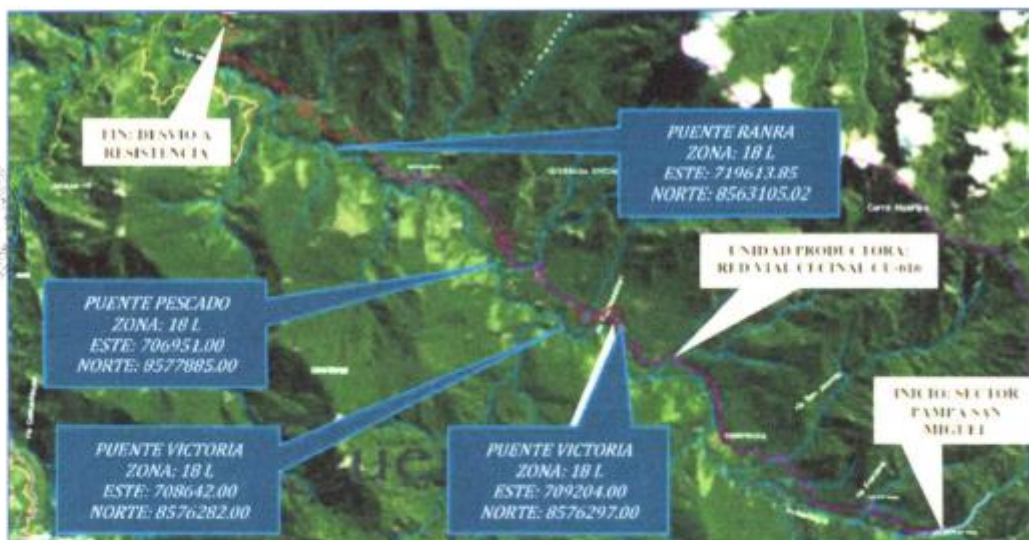 FIN: DESVIO A
RESISTENCIA
PUENTE RANRA
ZONA: 18 L
ESTE: 719613.85
NORTE: 8563105.02
UNIDAD PRODUCTORA:
RED VIAL CECINAL CU-616
PUENTE PESCADO
ZONA: 18 L
ESTE: 706951.00
NORTE: 8577885.00
INICIO: SECTOR
PAMPA SAN
MIGUEL
PUENTE VICTORIA
ZONA: 18 L
ESTE: 708642.00
NORTE: 8576282.00
PUENTE VICTORIA
ZONA: 18 L
ESTE: 709204.00
NORTE: 8576297.00